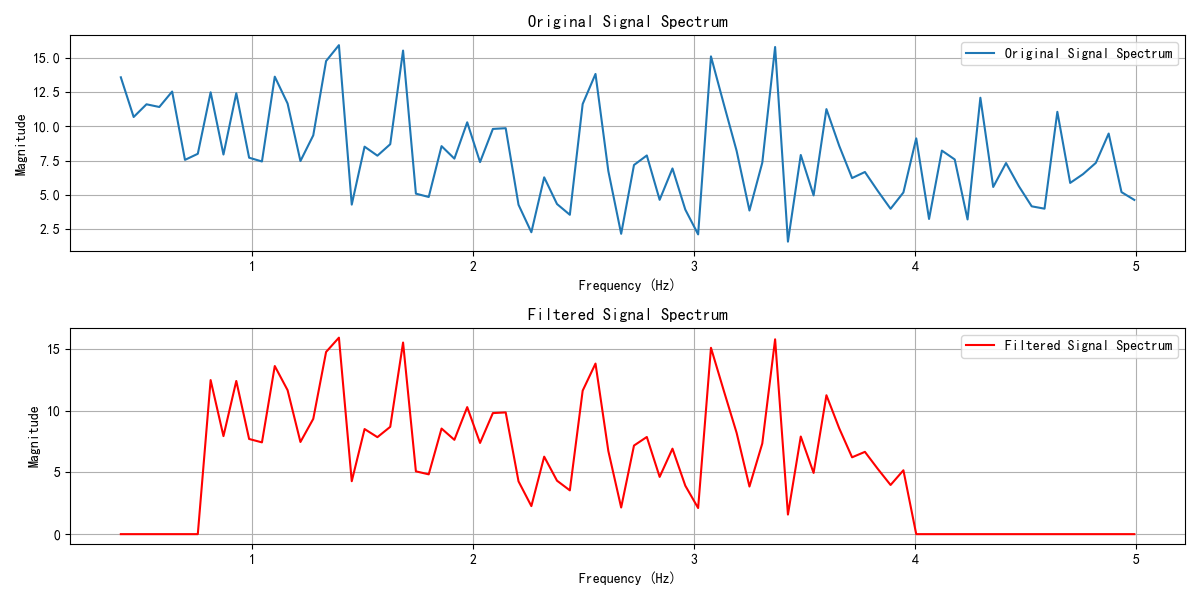 Original Signal Spectrum
Original Signal Spectrum
Magnitude
15.0
12.5
10.0
7.5
5.0
2.5
1 2 3 4 5
Frequency (Hz)
Filtered Signal Spectrum
Filtered Signal Spectrum
Magnitude
15
10
5
0
1 2 3 4 5
Frequency (Hz)